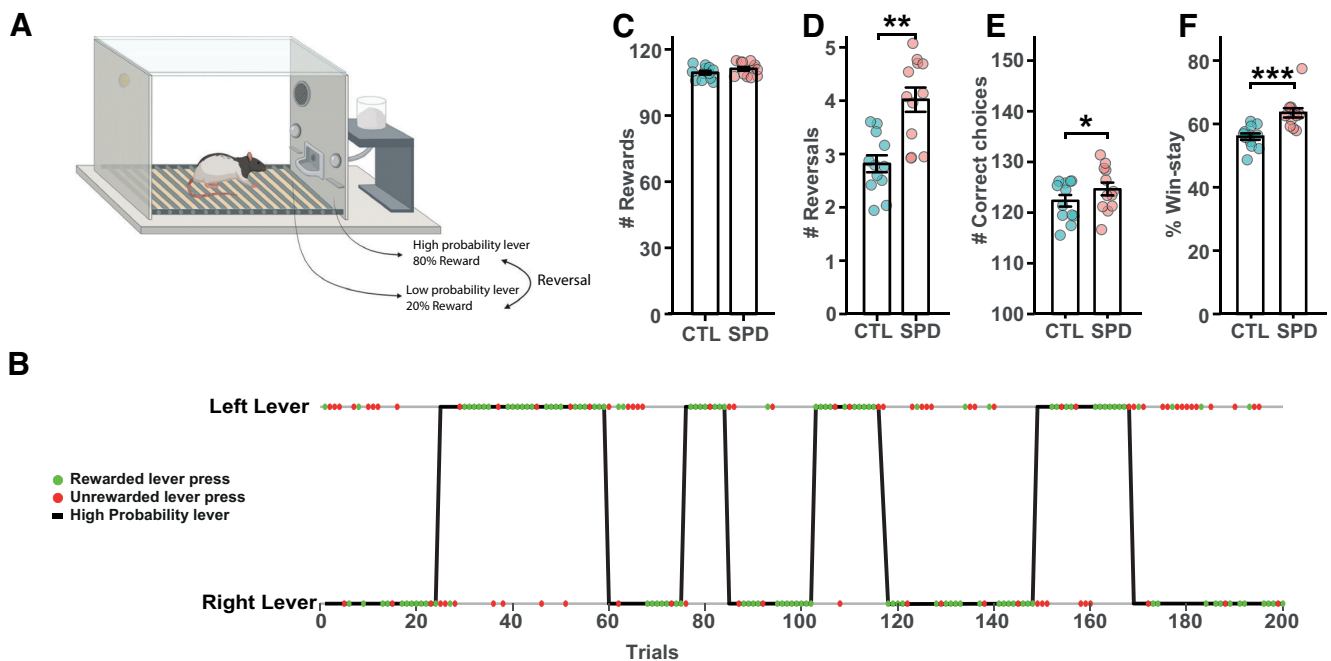 A
High probability lever
80% Reward
Low probability lever
20% Reward
Reversal
C
# Rewards
120
90
60
30
0
CTL SPD
D
**
# Reversals
5
4
3
2
1
0
CTL SPD
E
*
# Correct choices
150
140
130
120
110
100
CTL SPD
F
***
% Win-stay
80
60
40
20
0
CTL SPD
B
Left Lever
Rewarded lever press
Unrewarded lever press
High Probability lever
Right Lever
0 20 40 60 80 100 120 140 160 180 200
Trials